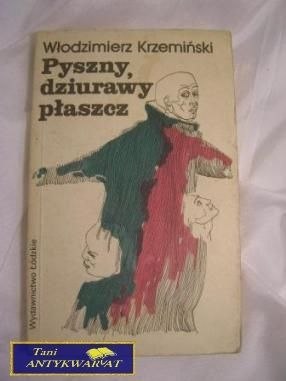 Włodzimierz Krzemiński
Pyszny,
dziurawy
płaszcz
Wydawnictwo Łódzkie
Tani
ANTYKWARIAT